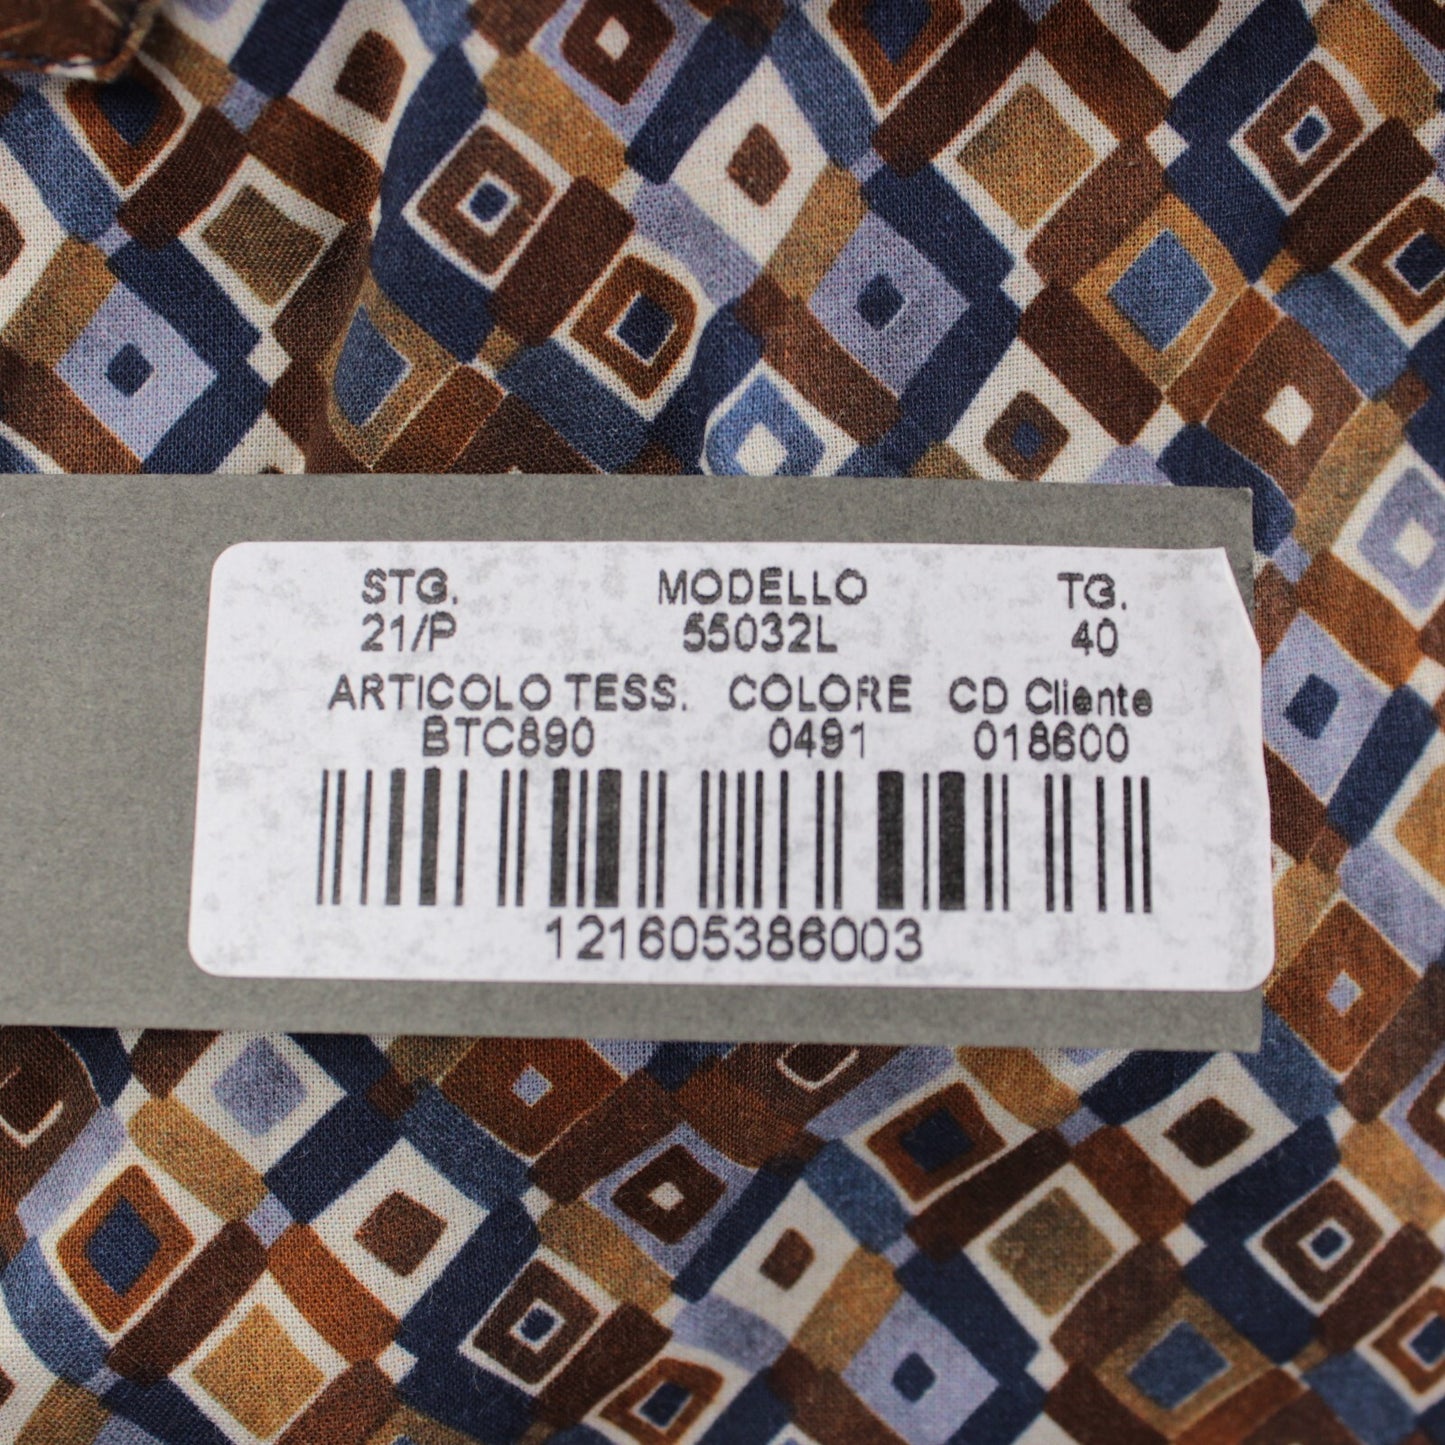 STG. MODELLO TG.
21/P 55032L 40
ARTICOLO TESS. COLORE CD Cliente
BTC890 0491 018600
121605386003